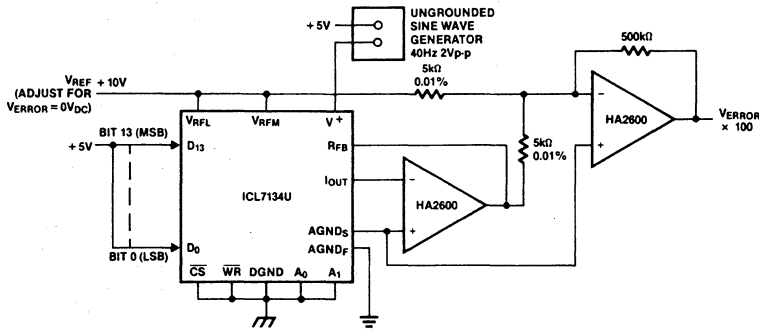 UNGROUNDED
SINE WAVE
GENERATOR
40Hz 2Vp-p
+ 5V
500kΩ
5kΩ
0.01%
VREF + 10V
(ADJUST FOR
VERROR = 0VDC)
VRFL
VRFM
V+
BIT 13 (MSB)
+ 5V
D13
RFB
5kΩ
0.01%
−
HA2600
+
VERROR
× 100
ICL7134U
IOUT
−
HA2600
+
AGNDS
AGNDF
D0
BIT 0 (LSB)
CS WR DGND A0 A1